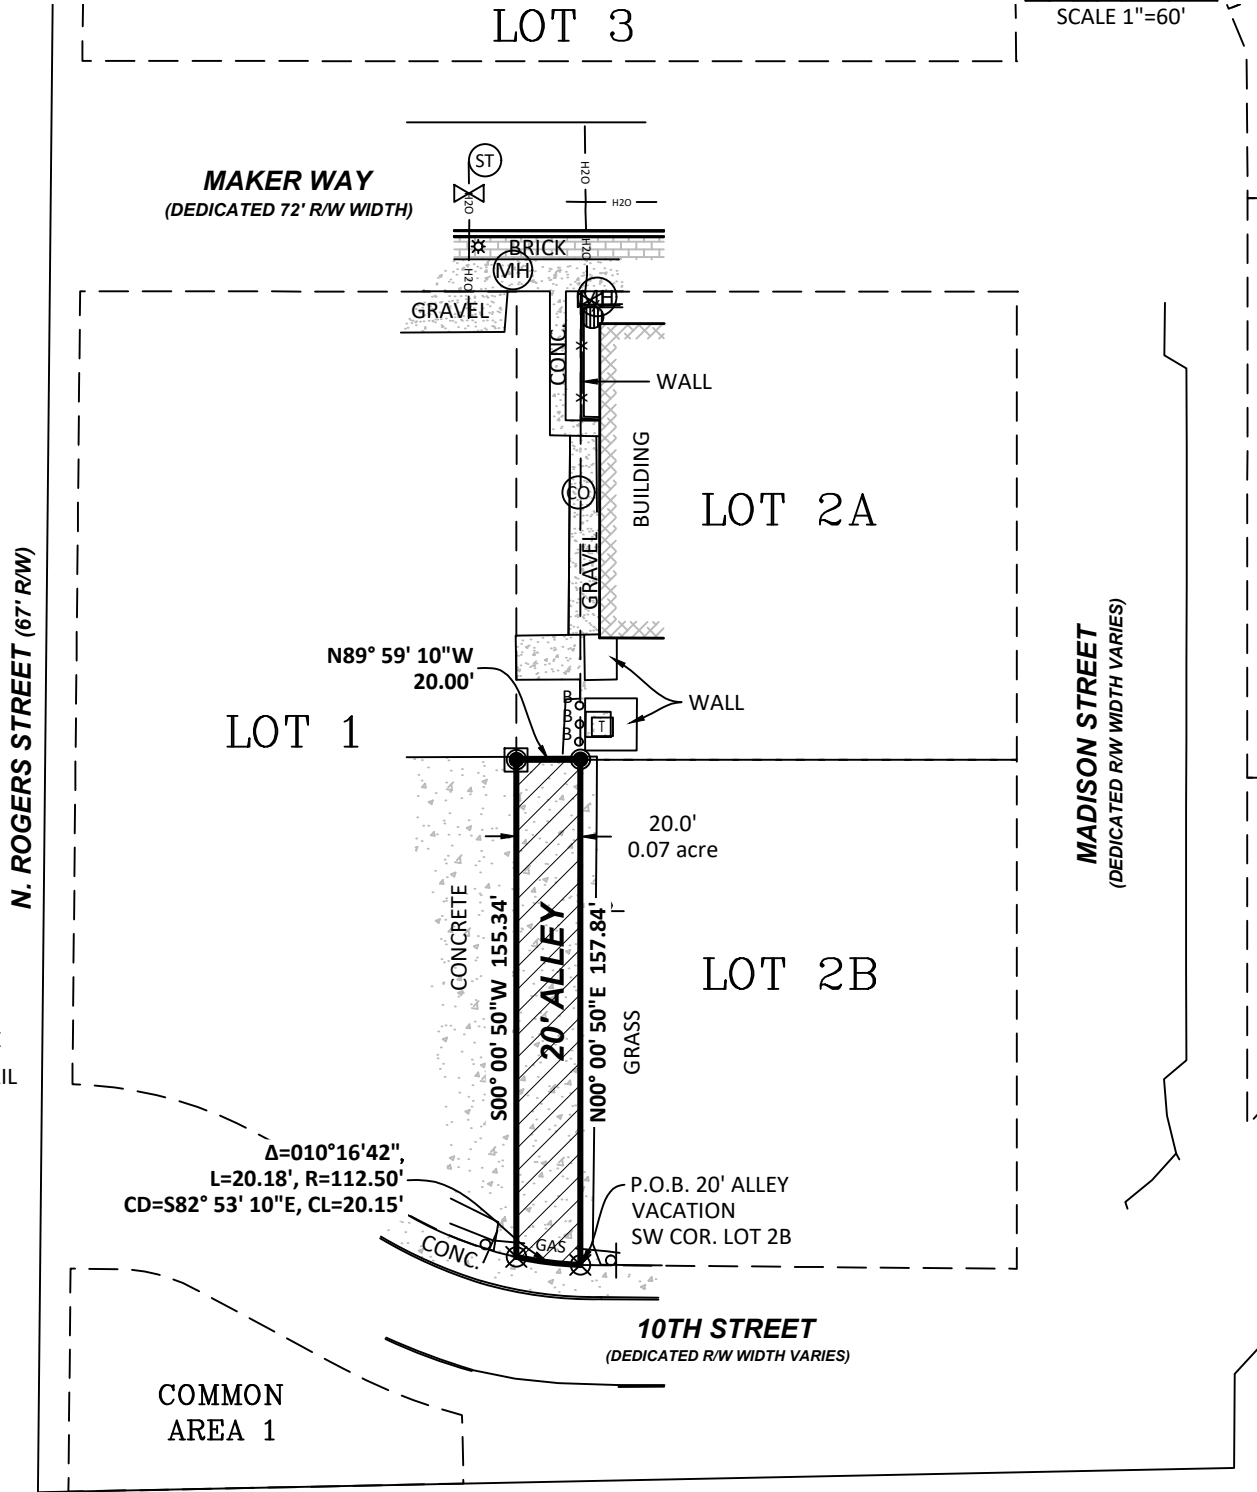 LOT 3
SCALE 1"=60'
ST
H2O
MAKER WAY
(DEDICATED 72' R/W WIDTH)
H2O
H2O
BRICK
H2O
MH
H2O
MH
GRAVEL
CONC.
WALL
BUILDING
CO
LOT 2A
GRAVEL
N. ROGERS STREET (67' R/W)
MADISON STREET
(DEDICATED R/W WIDTH VARIES)
N89° 59' 10"W
20.00'
WALL
B
B
B
T
LOT 1
20.0'
0.07 acre
CONCRETE
S00° 00' 50"W 155.34'
20' ALLEY
N00° 00' 50"E 157.84'
GRASS
LOT 2B
IL
Δ=010°16'42",
L=20.18', R=112.50'
CD=S82° 53' 10"E, CL=20.15'
P.O.B. 20' ALLEY
VACATION
SW COR. LOT 2B
CONC.
GAS
10TH STREET
(DEDICATED R/W WIDTH VARIES)
COMMON
AREA 1